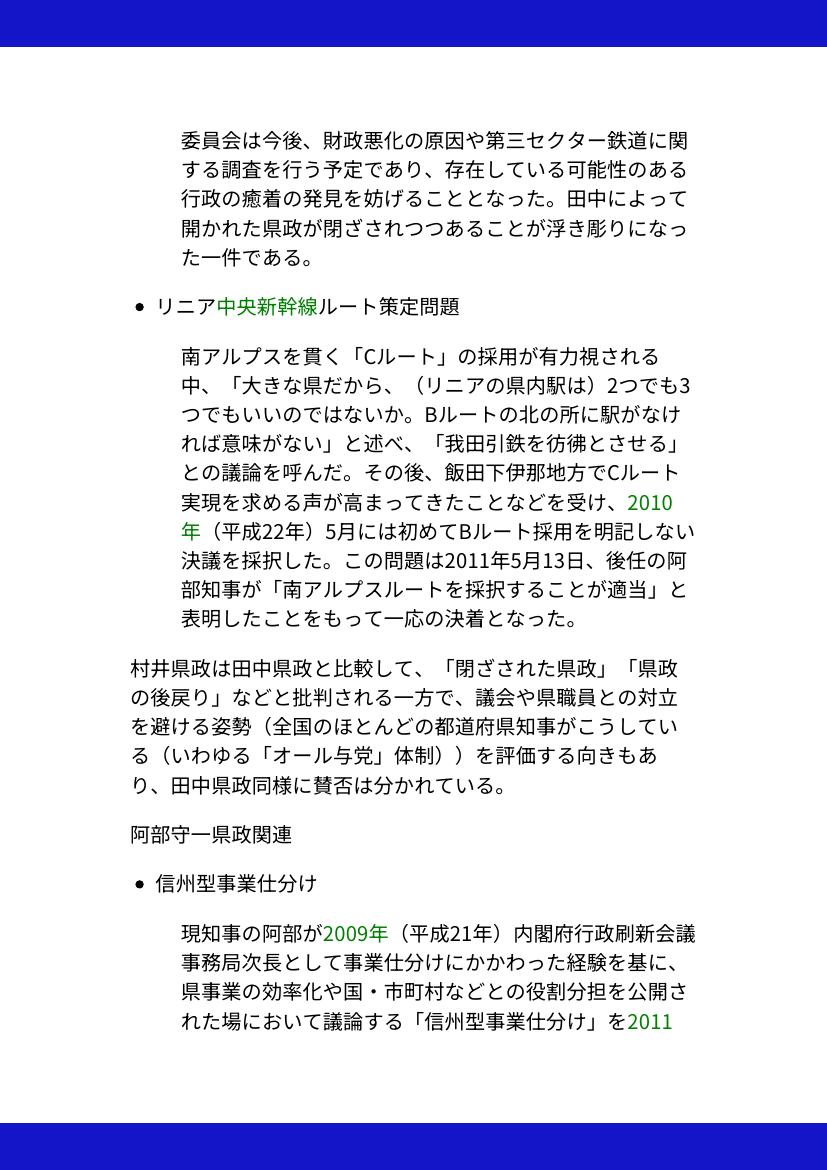 委員会は今後、財政悪化の原因や第三セクター鉄道に関
する調査を行う予定であり、存在している可能性のある
行政の癒着の発見を妨げることとなった。田中によって
開かれた県政が閉ざされつつあることが浮き彫りになっ
た一件である。
• リニア中央新幹線ルート策定問題
南アルプスを貫く「Cルート」の採用が有力視される
中、「大きな県だから、（リニアの県内駅は）2つでも3
つでもいいのではないか。Bルートの北の所に駅がなけ
れば意味がない」と述べ、「我田引鉄を彷彿とさせる」
との議論を呼んだ。その後、飯田下伊那地方でCルート
実現を求める声が高まってきたことなどを受け、2010
年（平成22年）5月には初めてBルート採用を明記しない
決議を採択した。この問題は2011年5月13日、後任の阿
部知事が「南アルプスルートを採択することが適当」と
表明したことをもって一応の決着となった。
村井県政は田中県政と比較して、「閉ざされた県政」「県政
の後戻り」などと批判される一方で、議会や県職員との対立
を避ける姿勢（全国のほとんどの都道府県知事がこうしてい
る（いわゆる「オール与党」体制））を評価する向きもあ
り、田中県政同様に賛否は分かれている。
阿部守一県政関連
• 信州型事業仕分け
現知事の阿部が2009年（平成21年）内閣府行政刷新会議
事務局次長として事業仕分けにかかわった経験を基に、
県事業の効率化や国・市町村などとの役割分担を公開さ
れた場において議論する「信州型事業仕分け」を2011